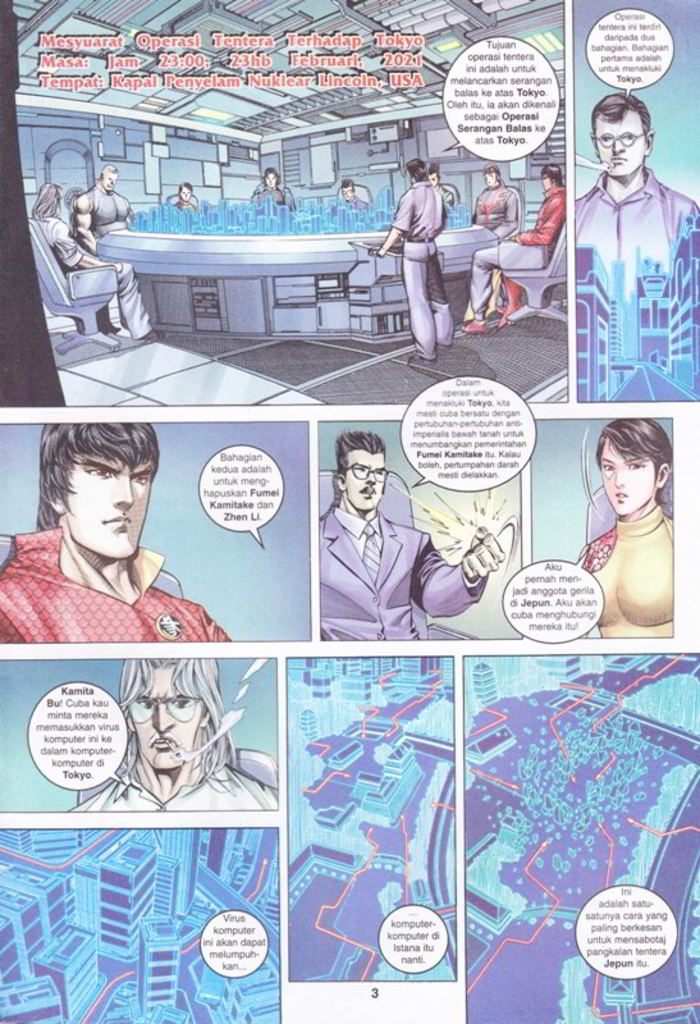 Mesyuarat Operasi Tentera Terhadap Tokyo
Masa: Jam 23:00; 23hb Februari, 2021
Tempat: Kapal Penyelam Nuklear Lincoln, USA
Tujuan
operasi tentera
ini adalah untuk
melancarkan serangan
balas ke atas Tokyo.
Oleh itu, ia akan dikenali
sebagai Operasi
Serangan Balas ke
atas Tokyo.
Operasi
tentera ini terdiri
daripada dua
bahagian. Bahagian
pertama adalah
untuk menakluki
Tokyo.
Bahagian
kedua adalah
untuk meng-
hapuskan Fumei
Kamitake dan
Zhen Li.
Dalam
operasi untuk
menakluki Tokyo, kita
mesti cuba bersatu dengan
pertubuhan-pertubuhan anti-
imperialis bawah tanah untuk
menumbangkan pemerintahan
Fumei Kamitake itu. Kalau
boleh, pertumpahan darah
mesti dielakkan.
Aku
pernah men-
jadi anggota gerila
di Jepun. Aku akan
cuba menghubungi
mereka itu!
Kamita
Bu! Cuba kau
minta mereka
memasukkan virus
komputer ini ke
dalam komputer-
komputer di
Tokyo.
Virus
komputer
ini akan dapat
melumpuh-
kan...
...
komputer-
komputer di
Istana itu
nanti.
Ini
adalah satu-
satunya cara yang
paling berkesan
untuk mensabotaj
pangkalan tentera
Jepun itu.
3